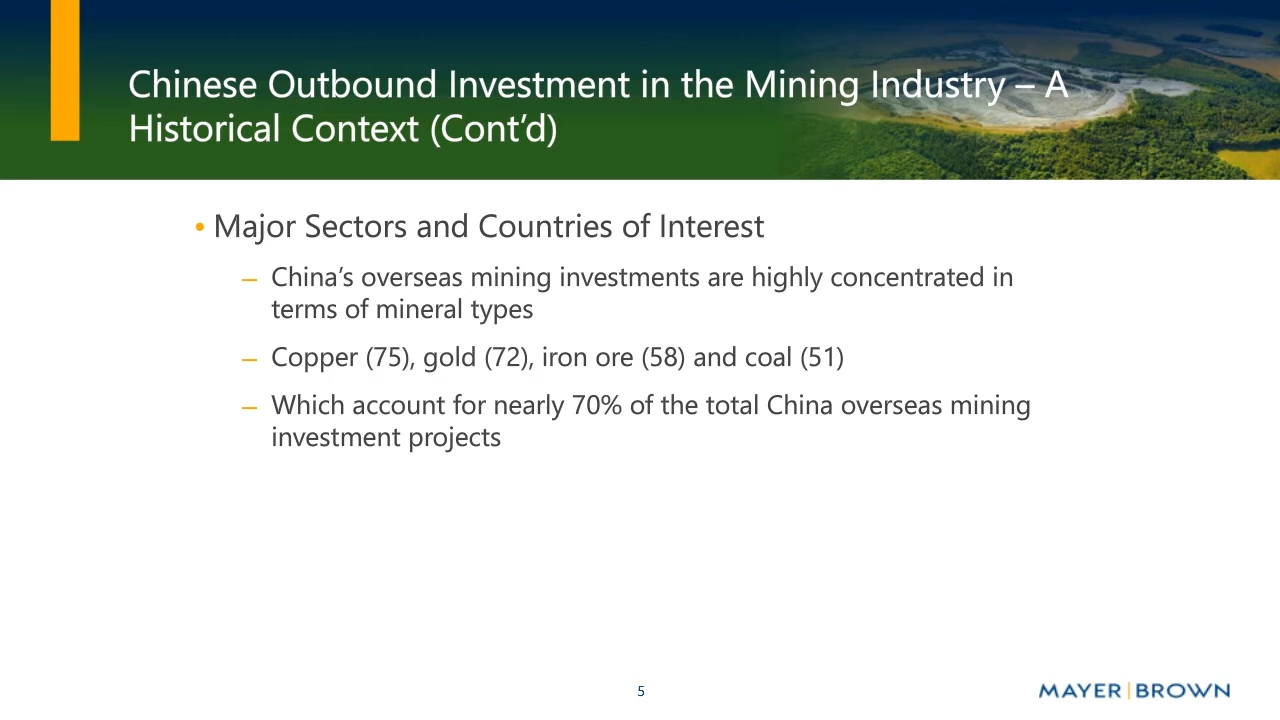 Chinese Outbound Investment in the Mining Industry – A
Historical Context (Cont’d)
• Major Sectors and Countries of Interest
– China’s overseas mining investments are highly concentrated in
terms of mineral types
– Copper (75), gold (72), iron ore (58) and coal (51)
– Which account for nearly 70% of the total China overseas mining
investment projects
5
MAYER | BROWN